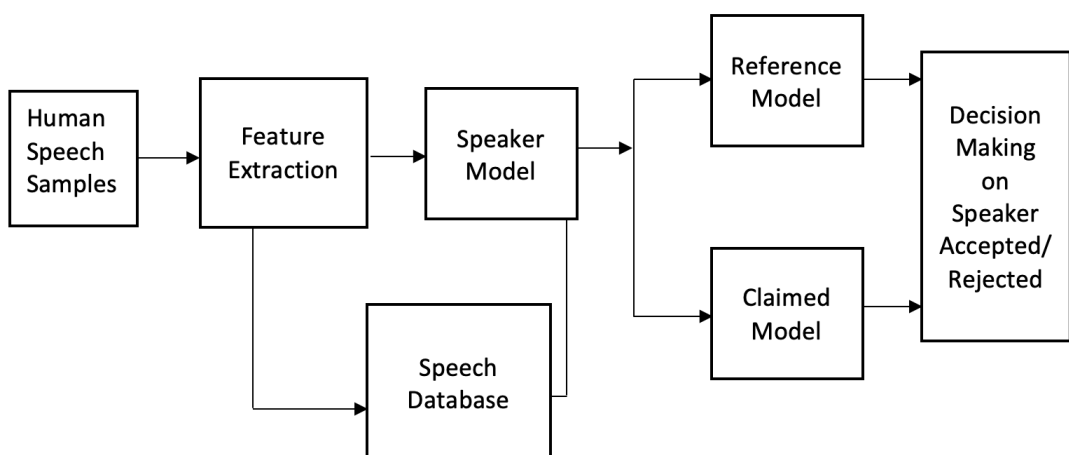 Human
Speech
Samples
Feature
Extraction
Speaker
Model
Speech
Database
Reference
Model
Claimed
Model
Decision
Making
on
Speaker
Accepted/
Rejected